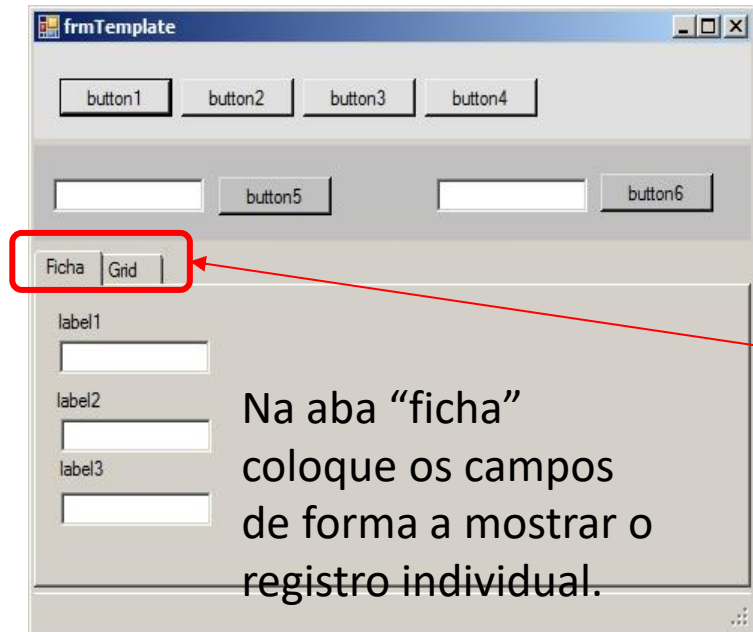 frmTemplate
button1 button2 button3 button4
button5 button6
Ficha Grid
label1
label2
label3
Na aba “ficha”
coloque os campos
de forma a mostrar o
registro individual.